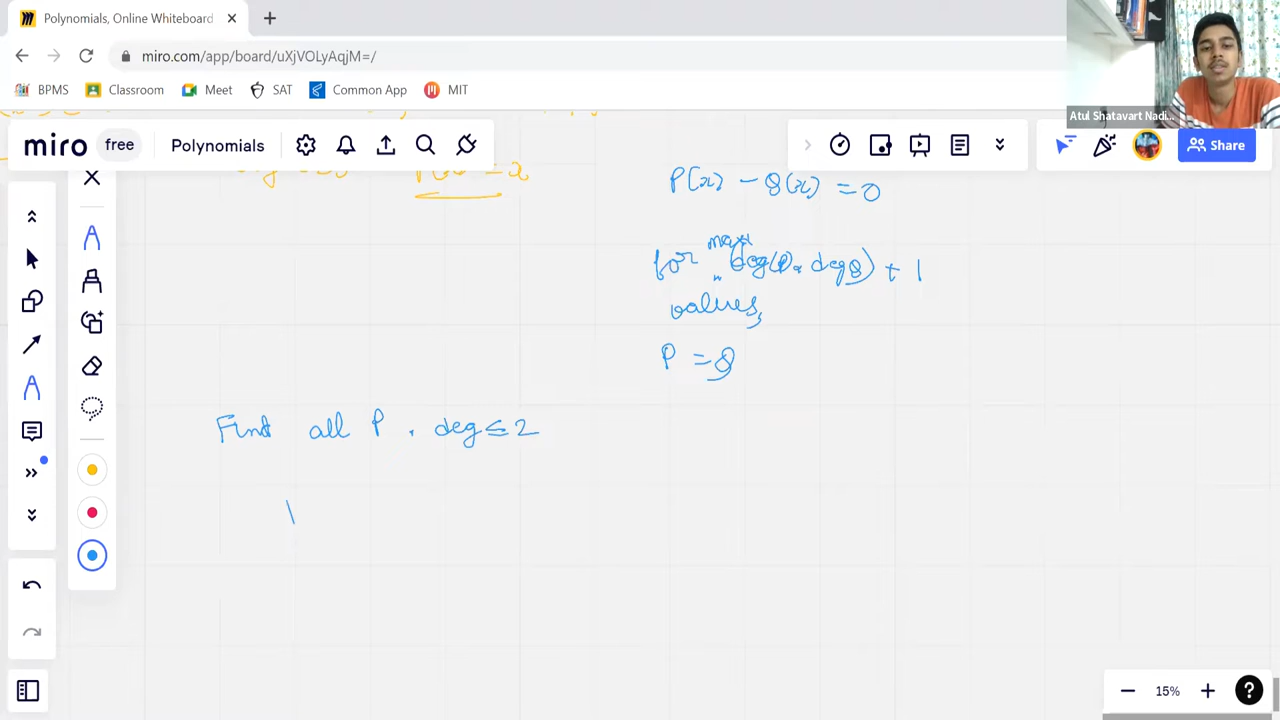 Polynomials, Online Whiteboard
miro.com/app/board/uXjVOLyAqjM=/
BPMS
Classroom
Meet
SAT
Common App
MIT
Atul Shatavart Nadi...
miro
free
Polynomials
Share
P(x) - Q(x) = 0
max
for deg(P, deg Q) + 1
values,
P = Q
Find all P, deg ≤ 2
15%